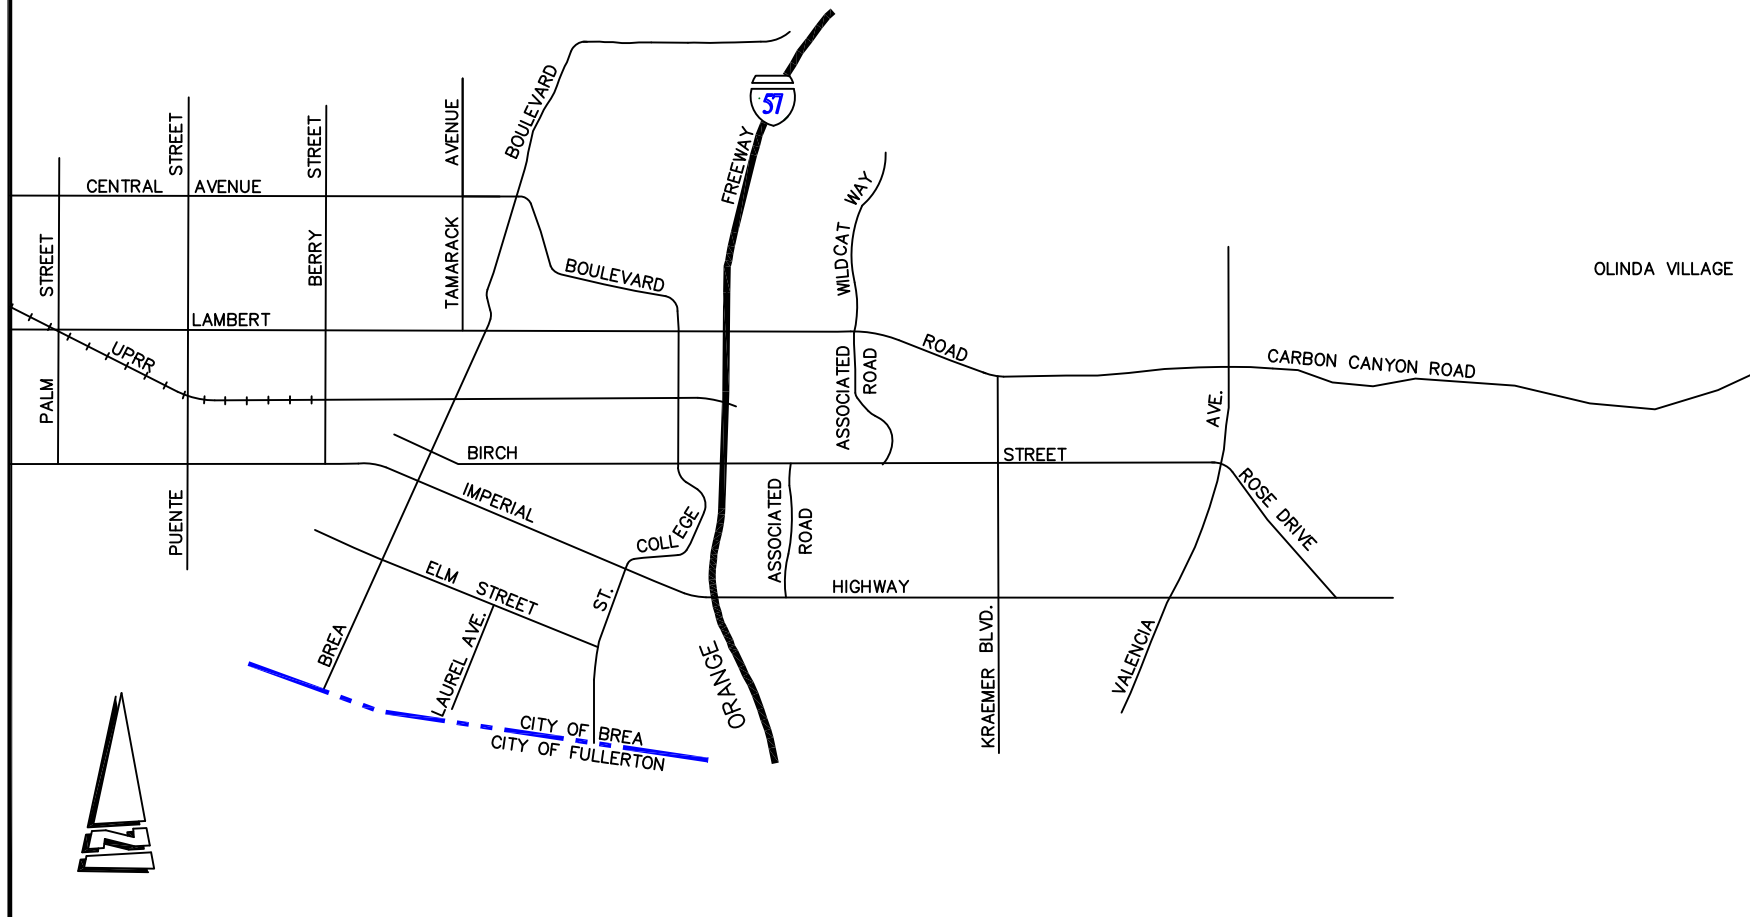 BOULEVARD
57
FREEWAY
STREET
STREET
AVENUE
CENTRAL AVENUE
WILDCAT WAY
STREET
BERRY
TAMARACK
BOULEVARD
OLINDA VILLAGE
LAMBERT
ROAD
UPRR
ASSOCIATED
ROAD
CARBON CANYON ROAD
PALM
AVE.
BIRCH
STREET
PUENTE
IMPERIAL
COLLEGE
ASSOCIATED
ROAD
ROSE DRIVE
ELM STREET
ST.
HIGHWAY
BREA
LAUREL AVE.
ORANGE
KRAEMER BLVD.
VALENCIA
CITY OF BREA
CITY OF FULLERTON
N